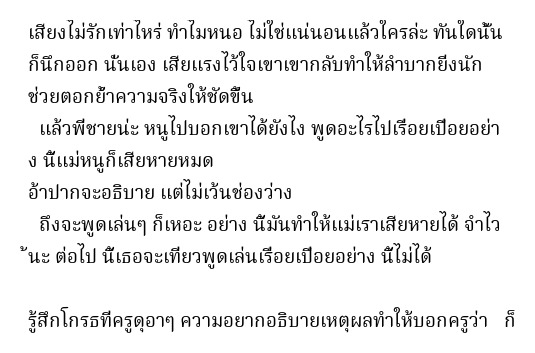 เสียงไม่รักเท่าไหร่ ทำไมหนอ ไม่ใช่แน่นอนแล้วใครล่ะ ทันใดนั้น
ก็นึกออก นั่นเอง เสียแรงไว้ใจเขาเขากลับทำให้ลำบากยิ่งนัก
ช่วยตอกย้ำความจริงให้ชัดขึ้น
แล้วพี่ชายน่ะ หนูไปบอกเขาได้ยังไง พูดอะไรไปเรื่อยเปื่อยอย่า
ง นี้แม่หนูก็เสียหายหมด
อ้าปากจะอธิบาย แต่ไม่เว้นช่องว่าง
ถึงจะพูดเล่นๆ ก็เหอะ อย่าง นี้มันทำให้แม่เราเสียหายได้ จำไว
้นะ ต่อไป นี้เธอจะเที่ยวพูดเล่นเรื่อยเปื่อยอย่าง นี้ไม่ได้
รู้สึกโกรธที่ครูดุอาๆ ความอยากอธิบายเหตุผลทำให้บอกครูว่า ก็